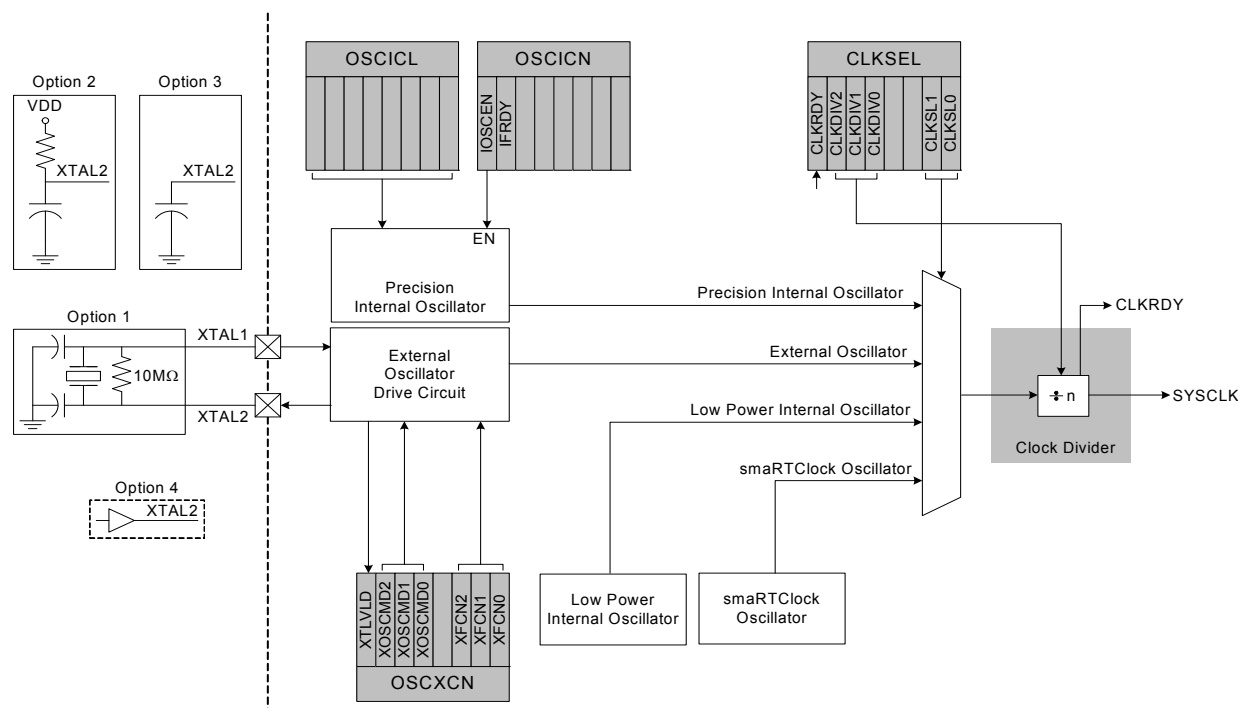 OSCICL
OSCICN
IOSCEN
IFRDY
CLKSEL
CLKRDY
CLKDIV2
CLKDIV1
CLKDIV0
CLKSL1
CLKSL0
Option 2
VDD
XTAL2
Option 3
XTAL2
EN
Precision
Internal Oscillator
Option 1
10MΩ
XTAL1
XTAL2
External
Oscillator
Drive Circuit
Precision Internal Oscillator
External Oscillator
Low Power Internal Oscillator
smaRTClock Oscillator
CLKRDY
÷ n
SYSCLK
Clock Divider
Option 4
XTAL2
XTLVLD
XOSCMD2
XOSCMD1
XOSCMD0
XFCN2
XFCN1
XFCN0
OSCXCN
Low Power
Internal Oscillator
smaRTClock
Oscillator